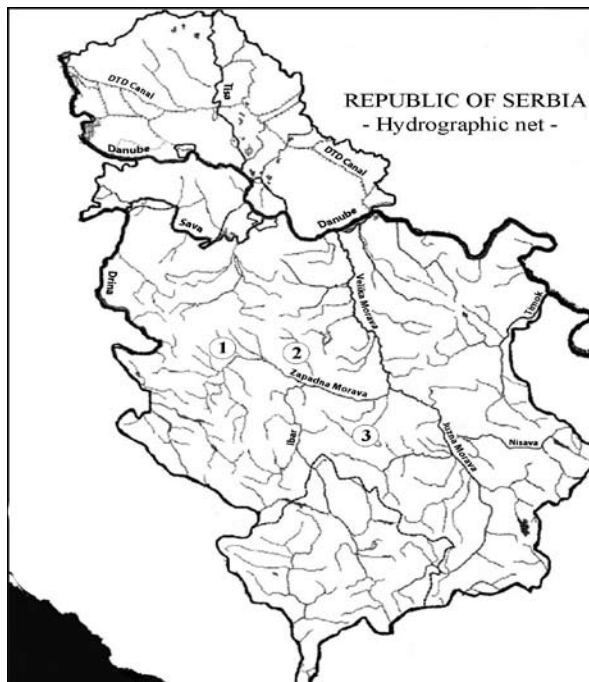 REPUBLIC OF SERBIA
- Hydrographic net -
DTD Canal
Tisa
Danube
DTD Canal
Danube
Sava
Drina
Velika Morava
Timok
1
2
Zapadna Morava
Ibar
3
Juzna Morava
Nisava